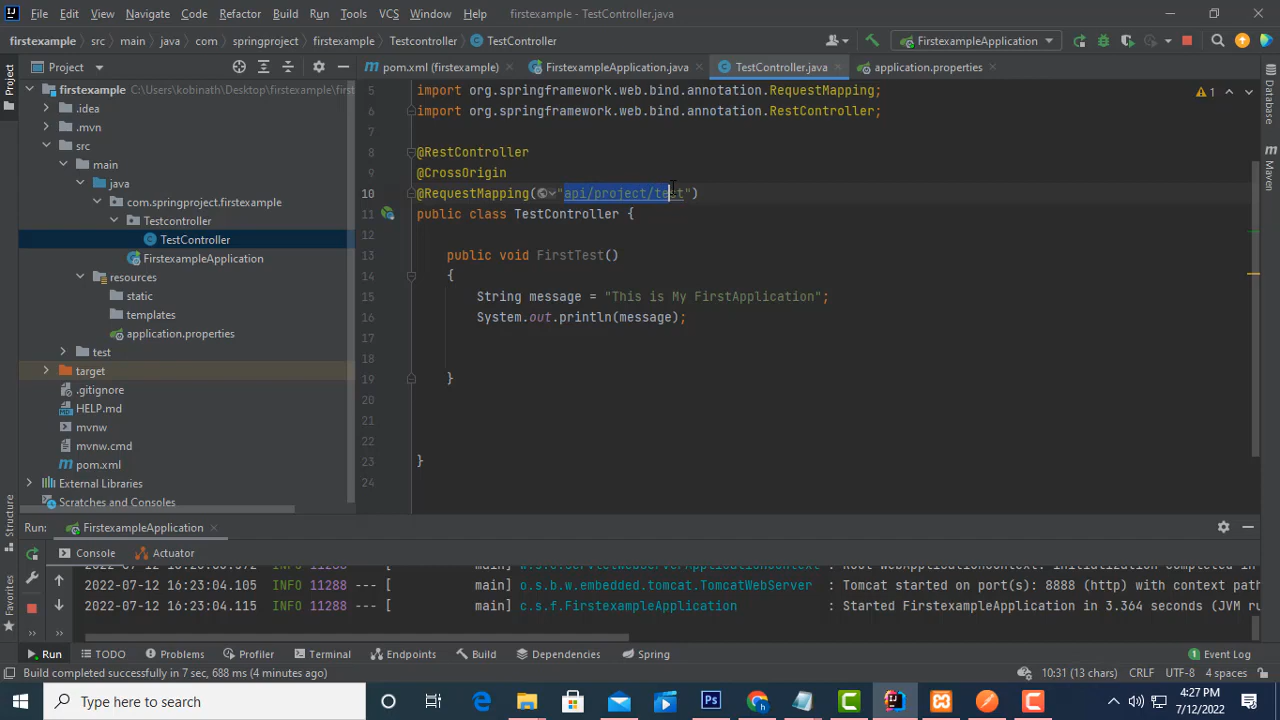 File Edit View Navigate Code Refactor Build Run Tools VCS Window Help firstexample - TestController.java
firstexample src main java com springproject firstexample Testcontroller TestController FirstexampleApplication
Project pom.xml (firstexample) FirstexampleApplication.java TestController.java application.properties
firstexample C:\Users\kobinath\Desktop\firstexample\first
.idea
.mvn
src
main
java
com.springproject.firstexample
Testcontroller
TestController
FirstexampleApplication
resources
static
templates
application.properties
test
target
.gitignore
HELP.md
mvnw
mvnw.cmd
pom.xml
External Libraries
Scratches and Consoles
5 import org.springframework.web.bind.annotation.RequestMapping;
6 import org.springframework.web.bind.annotation.RestController;
7
8 @RestController
9 @CrossOrigin
10 @RequestMapping("api/project/test")
11 public class TestController {
12
13 public void FirstTest()
14 {
15 String message = "This is My FirstApplication";
16 System.out.println(message);
17
18
19 }
20
21
22
23 }
24
1
Project
Structure
Favorites
Database
Maven
Run: FirstexampleApplication
Console Actuator
2022-07-12 16:23:04.105 INFO 11288 --- [ main] o.s.b.w.embedded.tomcat.TomcatWebServer : Tomcat started on port(s): 8888 (http) with context path
2022-07-12 16:23:04.115 INFO 11288 --- [ main] c.s.f.FirstexampleApplication : Started FirstexampleApplication in 3.364 seconds (JVM ru
Run TODO Problems Profiler Terminal Endpoints Build Dependencies Spring 1 Event Log
Build completed successfully in 7 sec, 688 ms (4 minutes ago) 10:31 (13 chars) CRLF UTF-8 4 spaces
Type here to search
4:27 PM
7/12/2022